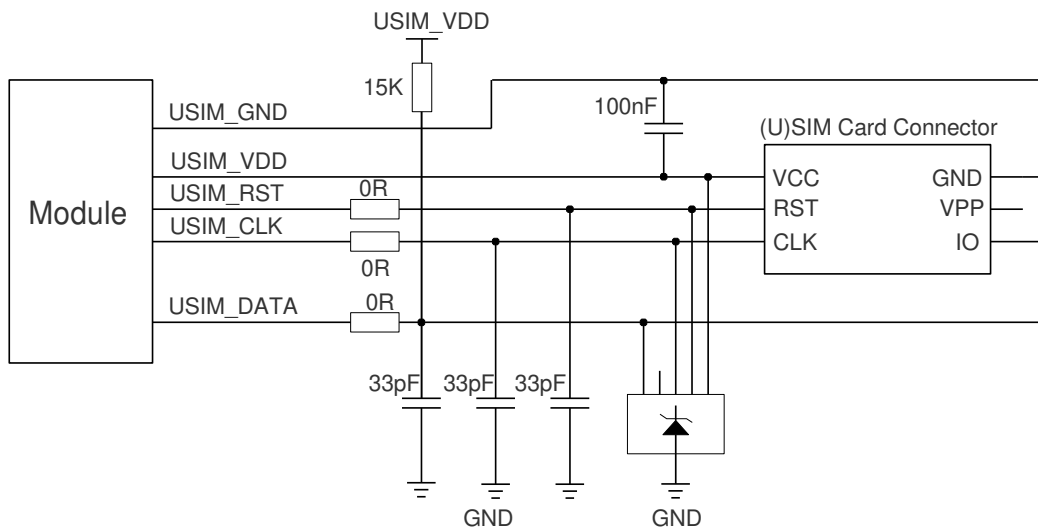 USIM_VDD
15K
100nF
USIM_GND
(U)SIM Card Connector
USIM_VDD
VCC
GND
USIM_RST
0R
RST
VPP
Module
USIM_CLK
0R
CLK
IO
USIM_DATA
0R
33pF
33pF
33pF
GND
GND